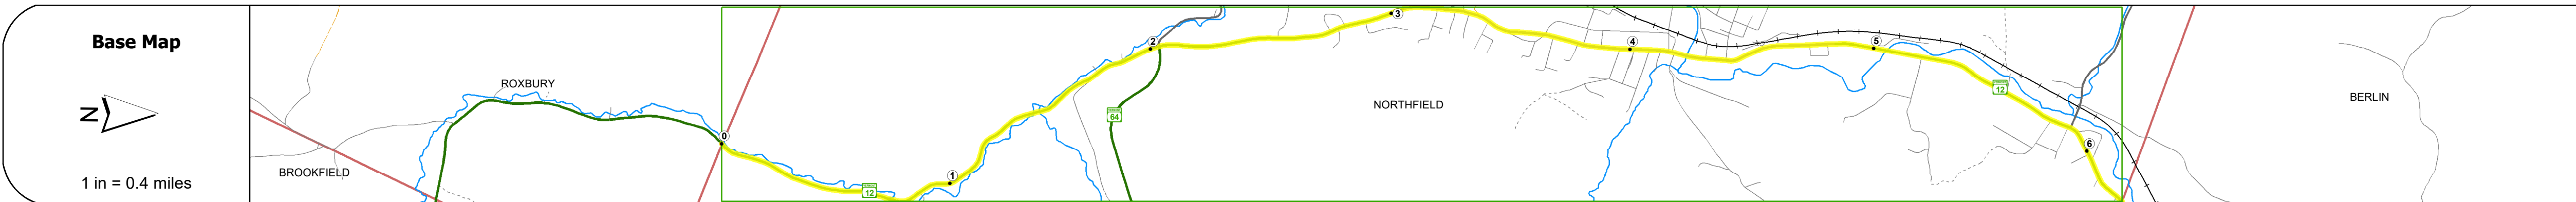 Base Map
N
1 in = 0.4 miles
BROOKFIELD
ROXBURY
0
12
1
2
64
3
NORTHFIELD
4
5
12
6
BERLIN